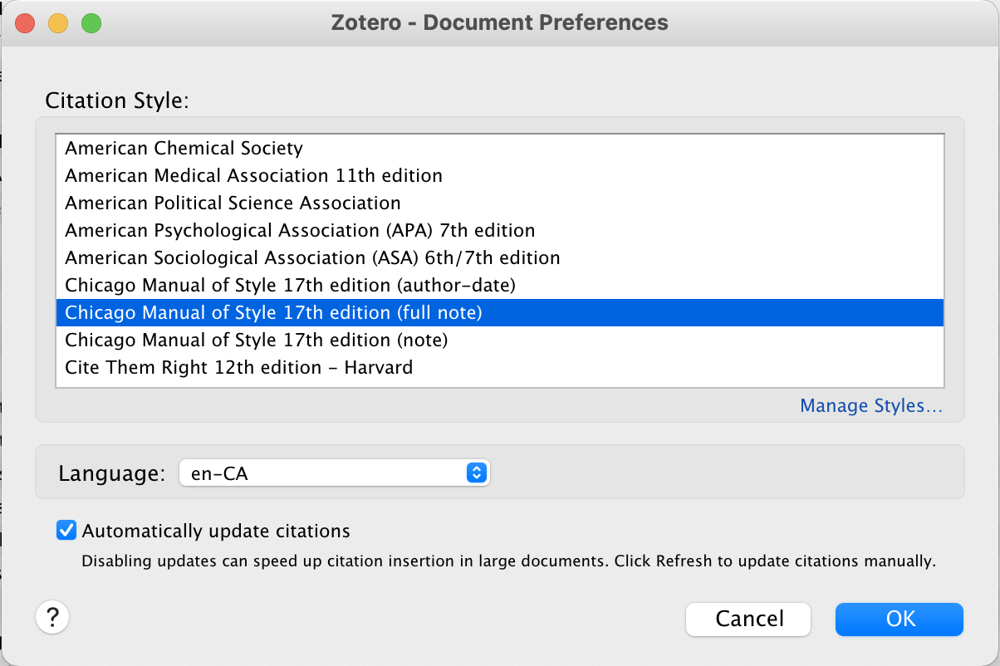 Zotero - Document Preferences
Citation Style:
American Chemical Society
American Medical Association 11th edition
American Political Science Association
American Psychological Association (APA) 7th edition
American Sociological Association (ASA) 6th/7th edition
Chicago Manual of Style 17th edition (author-date)
Chicago Manual of Style 17th edition (full note)
Chicago Manual of Style 17th edition (note)
Cite Them Right 12th edition - Harvard
Manage Styles...
Language: en-CA
Automatically update citations
Disabling updates can speed up citation insertion in large documents. Click Refresh to update citations manually.
? Cancel OK